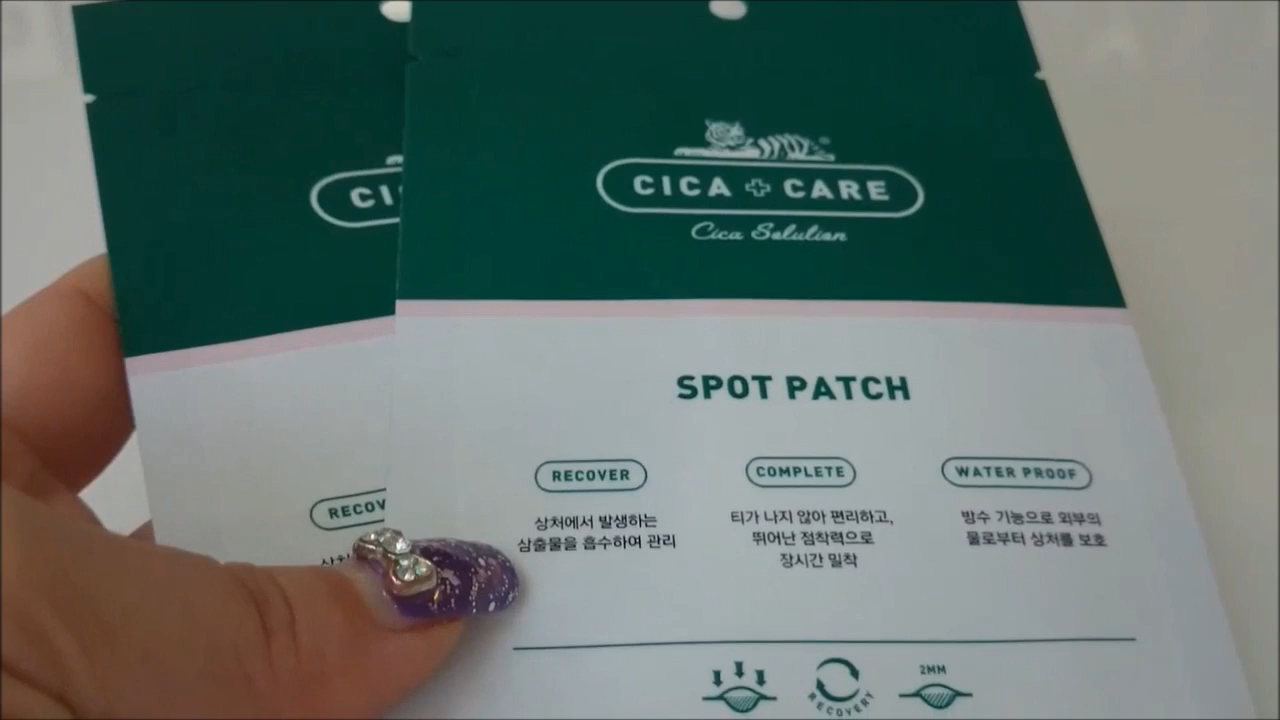 CICA + CARE
Cica Solution
SPOT PATCH
RECOVER
상처에서 발생하는
삼출물을 흡수하여 관리
COMPLETE
티가 나지 않아 편리하고,
뛰어난 점착력으로
장시간 밀착
WATER PROOF
방수 기능으로 외부의
물로부터 상처를 보호
RECOVERY
2MM
CI
RECOV